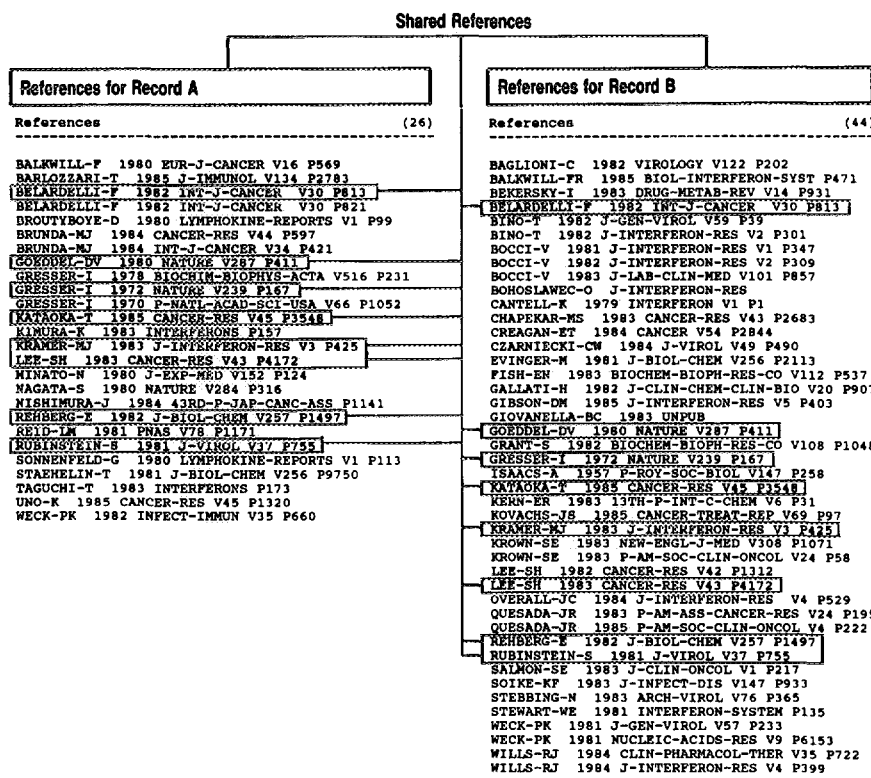 Shared References
References for Record A
References (26)
BALKWILL-F 1980 EUR-J-CANCER V16 P569
BARLOZZARI-T 1985 J-IMMUNOL V134 P2783
BELARDELLI-F 1982 INT-J-CANCER V30 P813
BELARDELLI-F 1982 INT-J-CANCER V30 P821
BROUTYBOYE-D 1980 LYMPHOKINE-REPORTS V1 P99
BRUNDA-MJ 1984 CANCER-RES V44 P597
BRUNDA-MJ 1984 INT-J-CANCER V34 P421
GOEDDEL-DV 1980 NATURE V287 P411
GRESSER-I 1978 BIOCHIM-BIOPHYS-ACTA V516 P231
GRESSER-I 1972 NATURE V239 P167
GRESSER-I 1970 P-NATL-ACAD-SCI-USA V66 P1052
KATAOKA-T 1985 CANCER-RES V45 P3548
KIMURA-K 1983 INTERFERONS P157
KRAMER-MJ 1983 J-INTERFERON-RES V3 P425
LEE-SH 1983 CANCER-RES V43 P4172
MINATO-N 1980 J-EXP-MED V152 P124
NAGATA-S 1980 NATURE V284 P316
NISHIMURA-J 1984 43RD-P-JAP-CANC-ASS P1141
REHBERG-E 1982 J-BIOL-CHEM V257 P1497
REID-LM 1981 PNAS V78 P1171
RUBINSTEIN-S 1981 J-VIROL V37 P755
SONNENFELD-G 1980 LYMPHOKINE-REPORTS V1 P113
STAEHELIN-T 1981 J-BIOL-CHEM V256 P9750
TAGUCHI-T 1983 INTERFERONS P173
UNO-K 1985 CANCER-RES V45 P1320
WECK-PK 1982 INFECT-IMMUN V35 P660
References for Record B
References (44)
BAGLIONI-C 1982 VIROLOGY V122 P202
BALKWILL-FR 1985 BIOL-INTERFERON-SYST P471
BEKERSKY-I 1983 DRUG-METAB-REV V14 P931
BELARDELLI-F 1982 INT-J-CANCER V30 P813
BINO-T 1982 J-GEN-VIROL V59 P39
BINO-T 1982 J-INTERFERON-RES V2 P301
BOCCI-V 1981 J-INTERFERON-RES V1 P347
BOCCI-V 1982 J-INTERFERON-RES V2 P309
BOCCI-V 1983 J-LAB-CLIN-MED V101 P857
BOHOSLAWEC-O J-INTERFERON-RES
CANTELL-K 1979 INTERFERON V1 P1
CHAPEKAR-MS 1983 CANCER-RES V43 P2683
CREAGAN-ET 1984 CANCER V54 P2844
CZARNIECKI-CW 1984 J-VIROL V49 P490
EVINGER-M 1981 J-BIOL-CHEM V256 P2113
FISH-EN 1983 BIOCHEM-BIOPH-RES-CO V112 P537
GALLATI-H 1982 J-CLIN-CHEM-CLIN-BIO V20 P907
GIBSON-DM 1985 J-INTERFERON-RES V5 P403
GIOVANELLA-BC 1983 UNPUB
GOEDDEL-DV 1980 NATURE V287 P411
GRANT-S 1982 BIOCHEM-BIOPH-RES-CO V108 P1048
GRESSER-I 1972 NATURE V239 P167
ISAACS-A 1957 P-ROY-SOC-BIOL V147 P258
KATAOKA-T 1985 CANCER-RES V45 P3548
KERN-ER 1983 13TH-P-INT-C-CHEM V6 P31
KOVACHS-JS 1985 CANCER-TREAT-REP V69 P97
KRAMER-MJ 1983 J-INTERFERON-RES V3 P425
KROWN-SE 1983 NEW-ENGL-J-MED V308 P1071
KROWN-SE 1983 P-AM-SOC-CLIN-ONCOL V24 P58
LEE-SH 1982 CANCER-RES V42 P1312
LEE-SH 1983 CANCER-RES V43 P4172
OVERALL-JC 1984 J-INTERFERON-RES V4 P529
QUESADA-JR 1983 P-AM-ASS-CANCER-RES V24 P195
QUESADA-JR 1985 P-AM-SOC-CLIN-ONCOL V4 P222
REHBERG-E 1982 J-BIOL-CHEM V257 P1497
RUBINSTEIN-S 1981 J-VIROL V37 P755
SALMON-SE 1983 J-CLIN-ONCOL V1 P217
SOIKE-KF 1983 J-INFECT-DIS V147 P933
STEBBING-N 1983 ARCH-VIROL V76 P365
STEWART-WE 1981 INTERFERON-SYSTEM P135
WECK-PK 1981 J-GEN-VIROL V57 P233
WECK-PK 1981 NUCLEIC-ACIDS-RES V9 P6153
WILLS-RJ 1984 CLIN-PHARMACOL-THER V35 P722
WILLS-RJ 1984 J-INTERFERON-RES V4 P399